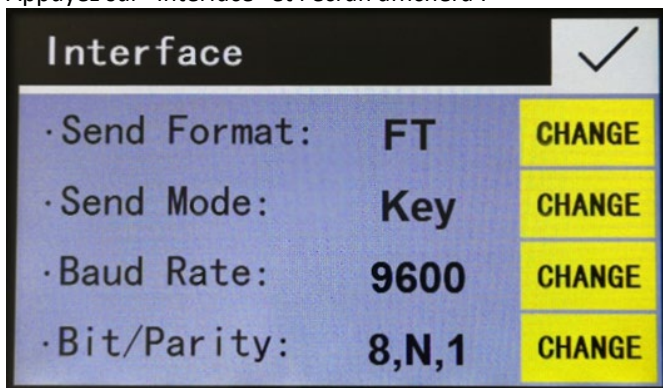 Interface
·Send Format: FT CHANGE
·Send Mode: Key CHANGE
·Baud Rate: 9600 CHANGE
·Bit/Parity: 8,N,1 CHANGE